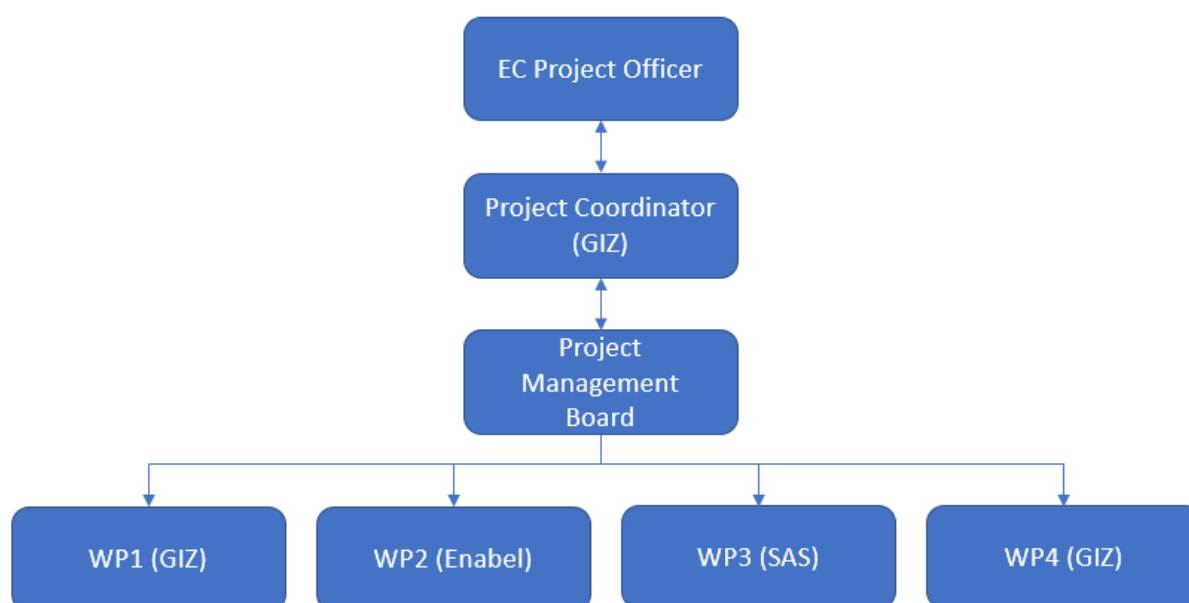 EC Project Officer
Project Coordinator
(GIZ)
Project
Management
Board
WP1 (GIZ)
WP2 (Enabel)
WP3 (SAS)
WP4 (GIZ)